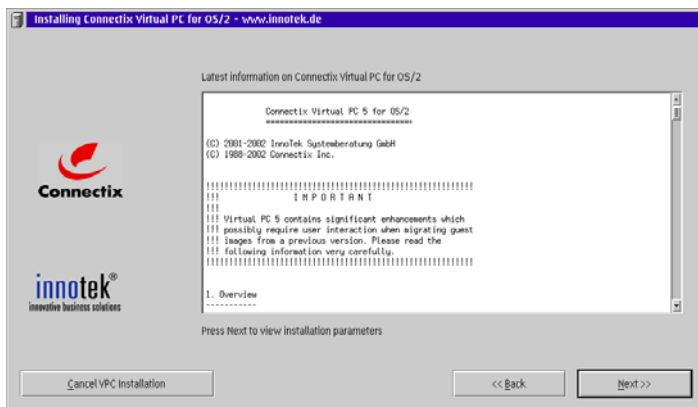 Installing Connectix Virtual PC for OS/2 - www.innotek.de
Latest information on Connectix Virtual PC for OS/2
Connectix Virtual PC 5 for OS/2
===============================
(C) 2001-2002 InnoTek Systemberatung GmbH
(C) 1988-2002 Connectix Inc.
!!!!!!!!!!!!!!!!!!!!!!!!!!!!!!!!!!!!!!!!!!!!!!!!!!!!!!!!
!!! I M P O R T A N T
!!!
!!! Virtual PC 5 contains significant enhancements which
!!! possibly require user interaction when migrating guest
!!! images from a previous version. Please read the
!!! following information very carefully.
!!!!!!!!!!!!!!!!!!!!!!!!!!!!!!!!!!!!!!!!!!!!!!!!!!!!!!!!
1. Overview
-----------
Connectix
innotek®
innovative business solutions
Press Next to view installation parameters
Cancel VPC Installation
<< Back
Next >>